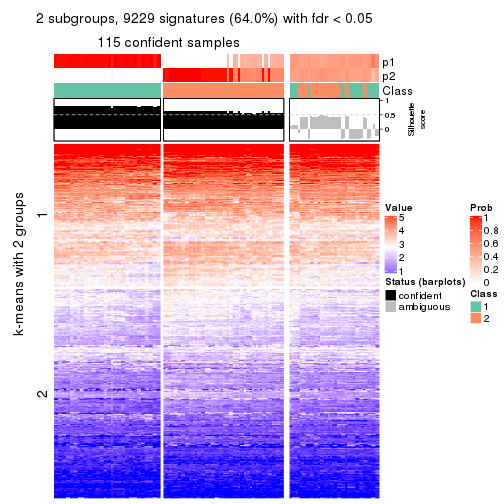 2 subgroups, 9229 signatures (64.0%) with fdr < 0.05
115 confident samples
p1
p2
Class
1
0.5
0
Silhouette
score
k-means with 2 groups
1
2
Value
5
4
3
2
1
Status (barplots)
confident
ambiguous
Prob
1
0.8
0.6
0.4
0.2
0
Class
1
2